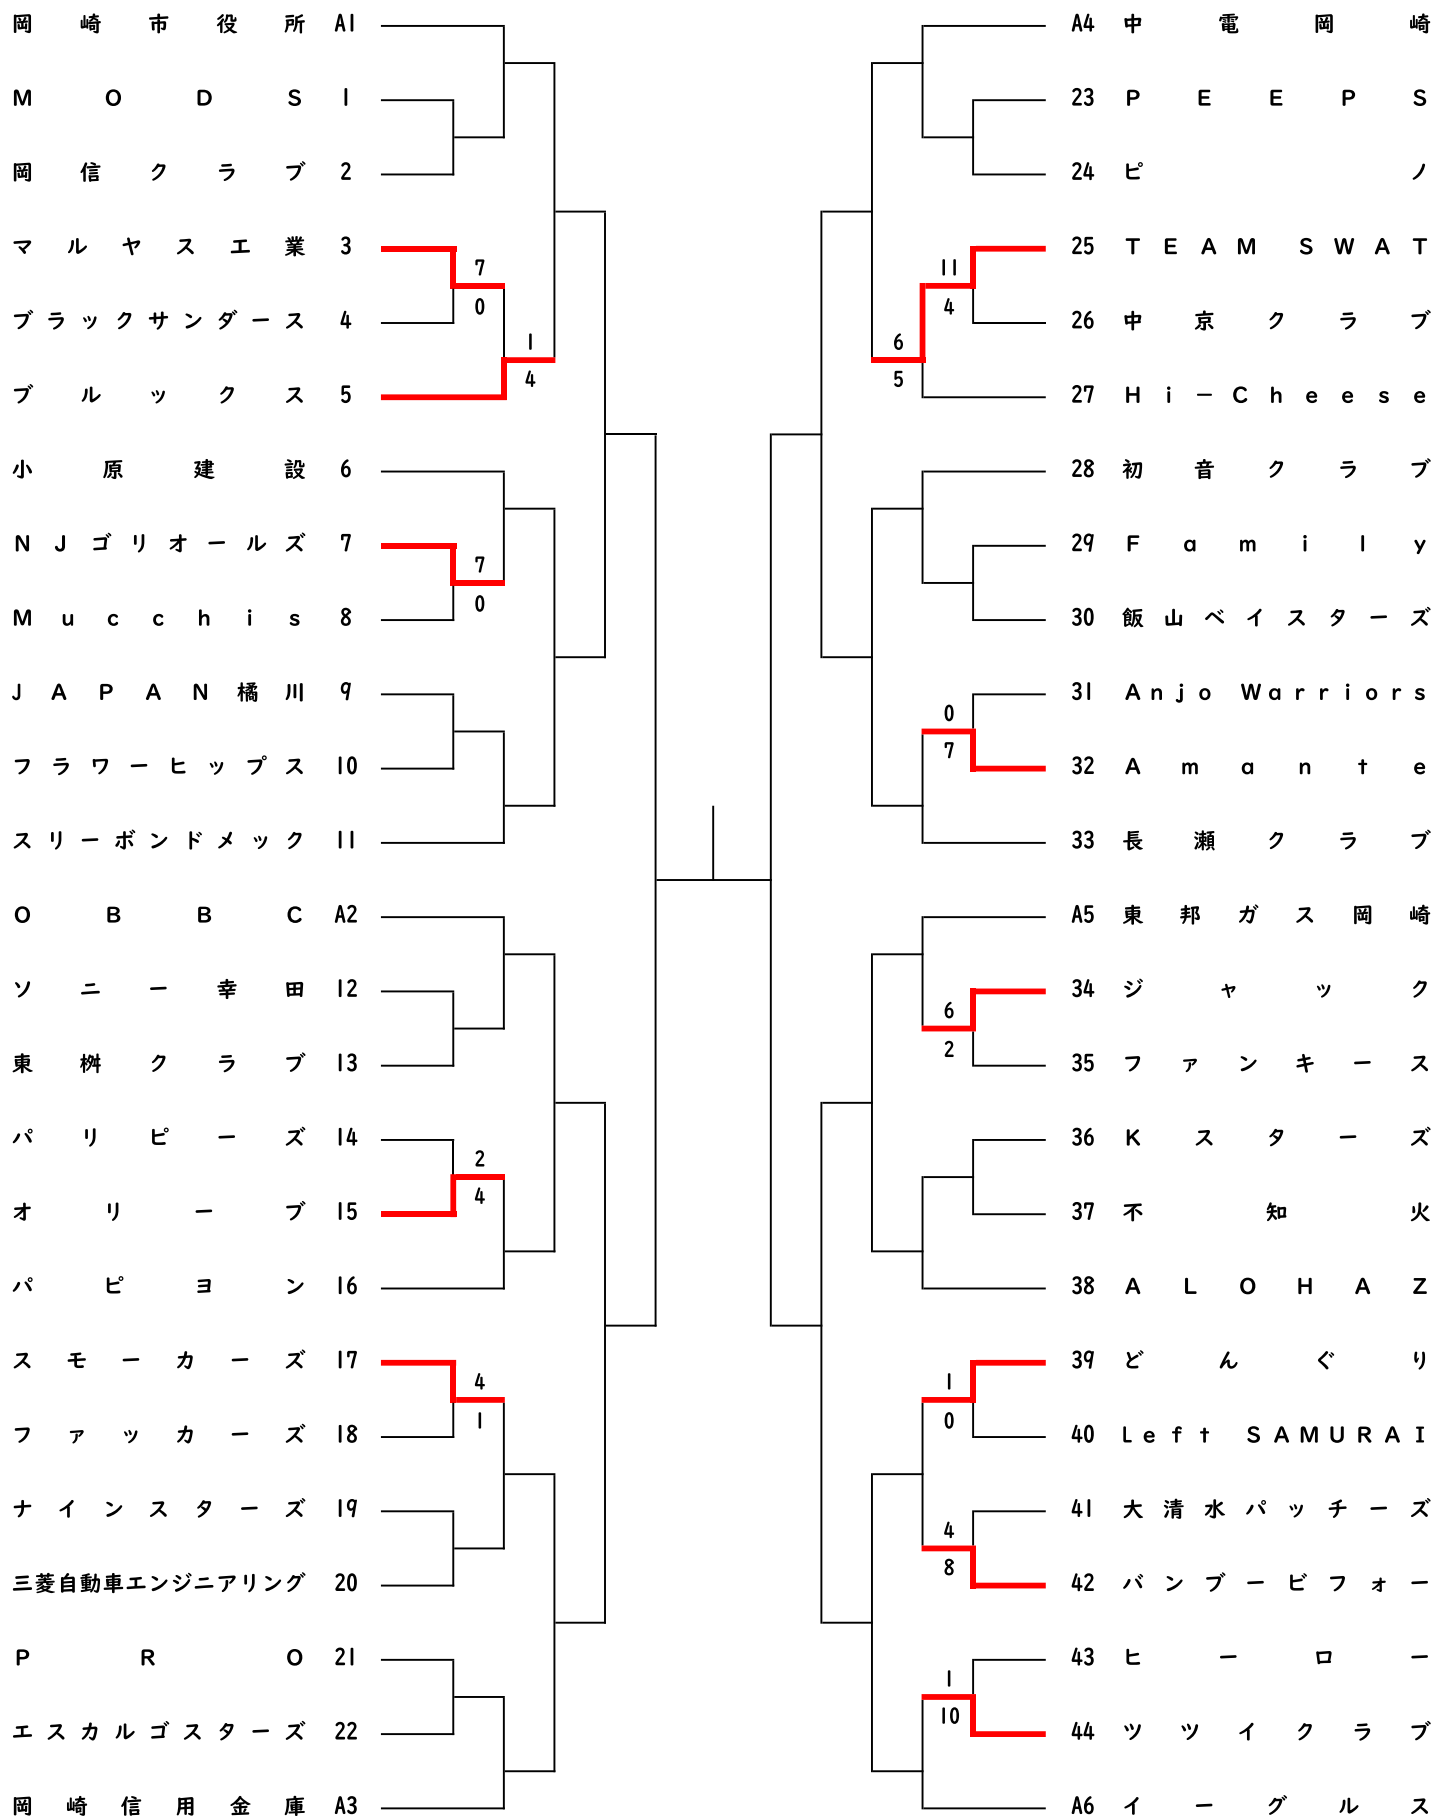 岡崎市役所 A1
MODS 1
岡信クラブ 2
マルヤス工業 3
7
0
ブラックサンダース 4
1
4
ブルックス 5
小原建設 6
NJゴリオールズ 7
7
0
Mucchis 8
JAPAN橘川 9
フラワーヒップス 10
スリーボンドメック 11
OBBC A2
ソニー幸田 12
東桝クラブ 13
パリピーズ 14
2
4
オリーブ 15
パピヨン 16
スモーカーズ 17
4
1
ファッカーズ 18
ナインスターズ 19
三菱自動車エンジニアリング 20
PRO 21
エスカルゴスターズ 22
岡崎信用金庫 A3
A4 中電岡崎
23 PEEPS
24 ピノ
25 TEAM SWAT
11
4
26 中京クラブ
6
5
27 Hi-Cheese
28 初音クラブ
29 Family
30 飯山ベイスターズ
31 Anjo Warriors
0
7
32 Amante
33 長瀬クラブ
A5 東邦ガス岡崎
34 ジャック
6
2
35 ファンキース
36 Kスターズ
37 不知火
38 ALOHAZ
39 どんぐり
1
0
40 Left SAMURAI
41 大清水パッチーズ
4
8
42 バンブービフォー
43 ヒーロー
1
10
44 ツツイクラブ
A6 イーグルス